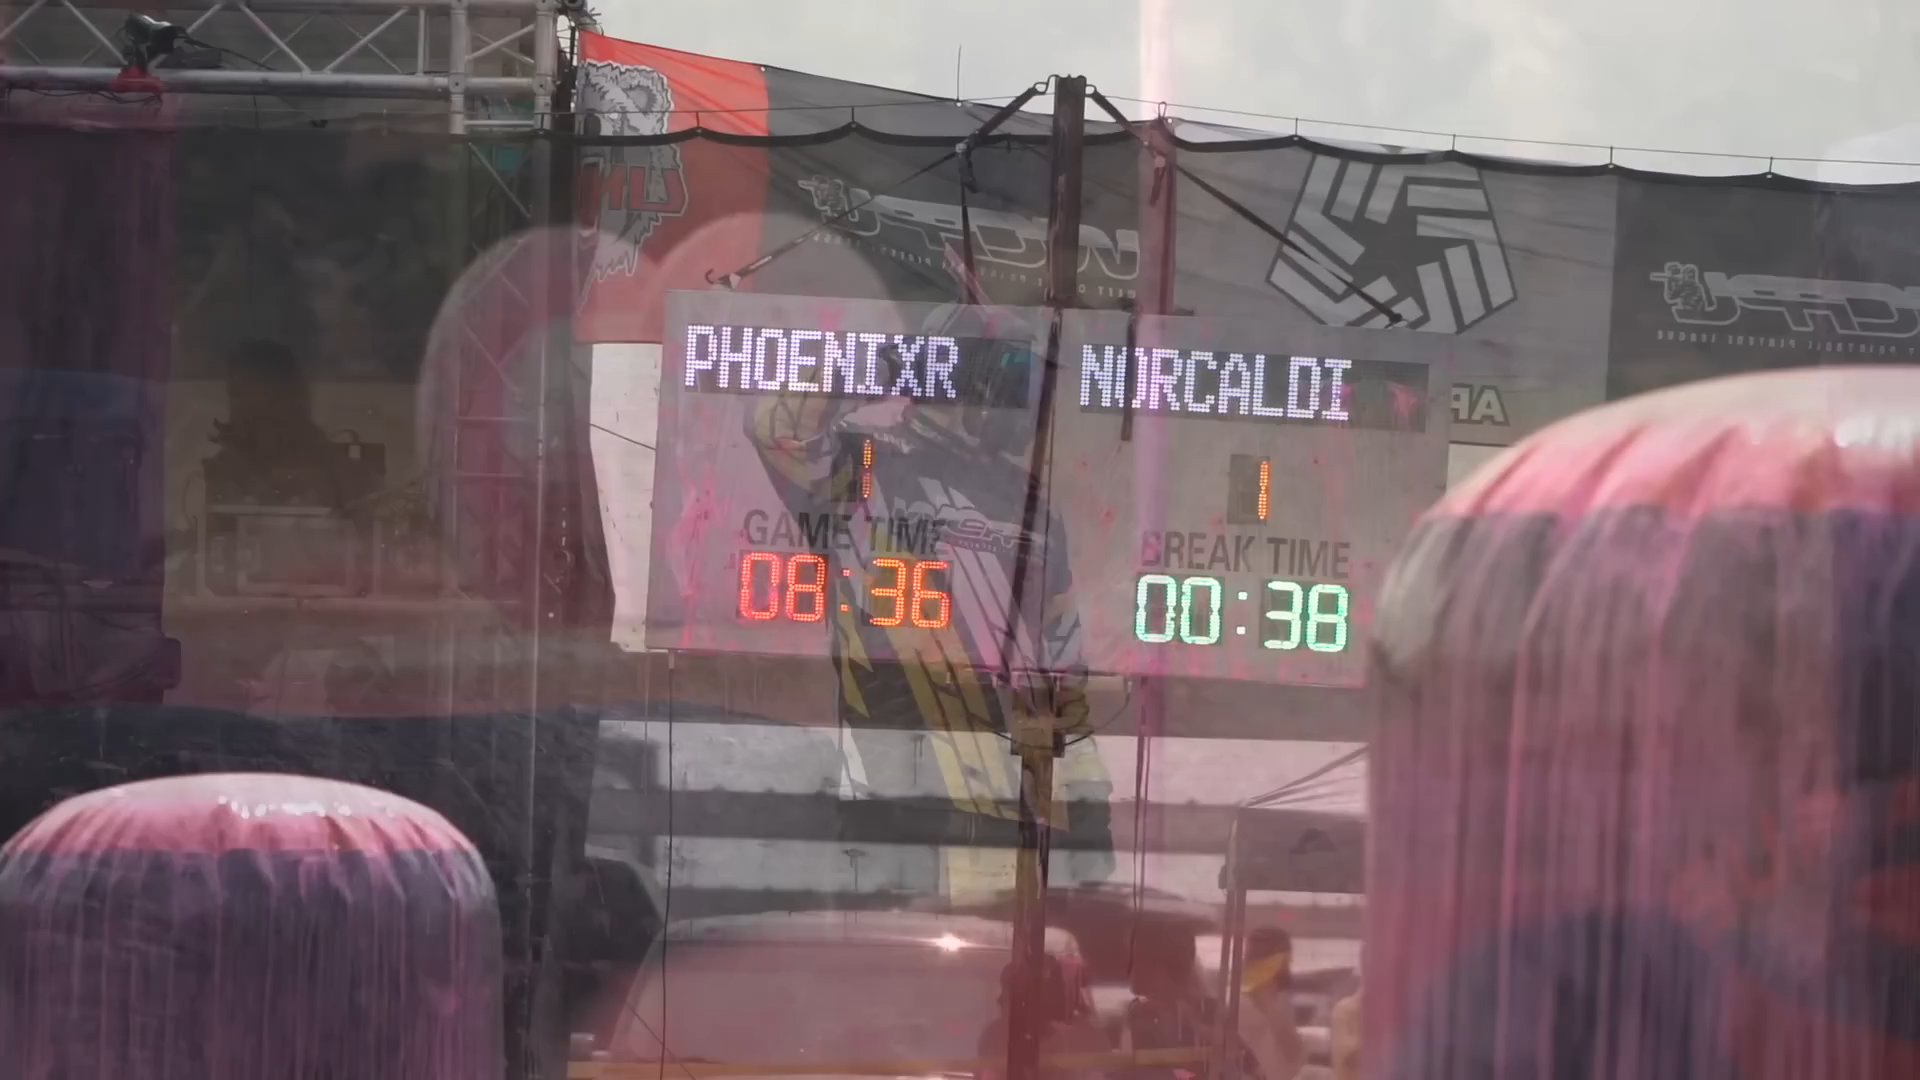 PHOENIXR
NORCALDI
1
1
GAME TIME
BREAK TIME
08:36
00:38